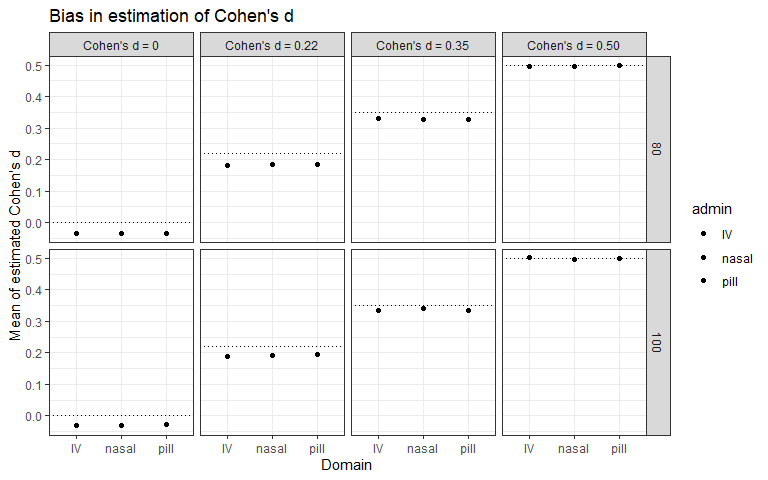 Bias in estimation of Cohen's d
Cohen's d = 0
Cohen's d = 0.22
Cohen's d = 0.35
Cohen's d = 0.50
Mean of estimated Cohen's d
0.5
0.4
0.3
0.2
0.1
0.0
80
0.5
0.4
0.3
0.2
0.1
0.0
100
IV nasal pill
IV nasal pill
IV nasal pill
IV nasal pill
Domain
admin
IV
nasal
pill